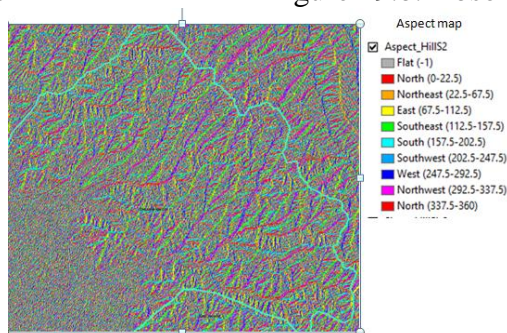 Aspect map
Aspect_HillS2
Flat (-1)
North (0-22.5)
Northeast (22.5-67.5)
East (67.5-112.5)
Southeast (112.5-157.5)
South (157.5-202.5)
Southwest (202.5-247.5)
West (247.5-292.5)
Northwest (292.5-337.5)
North (337.5-360)